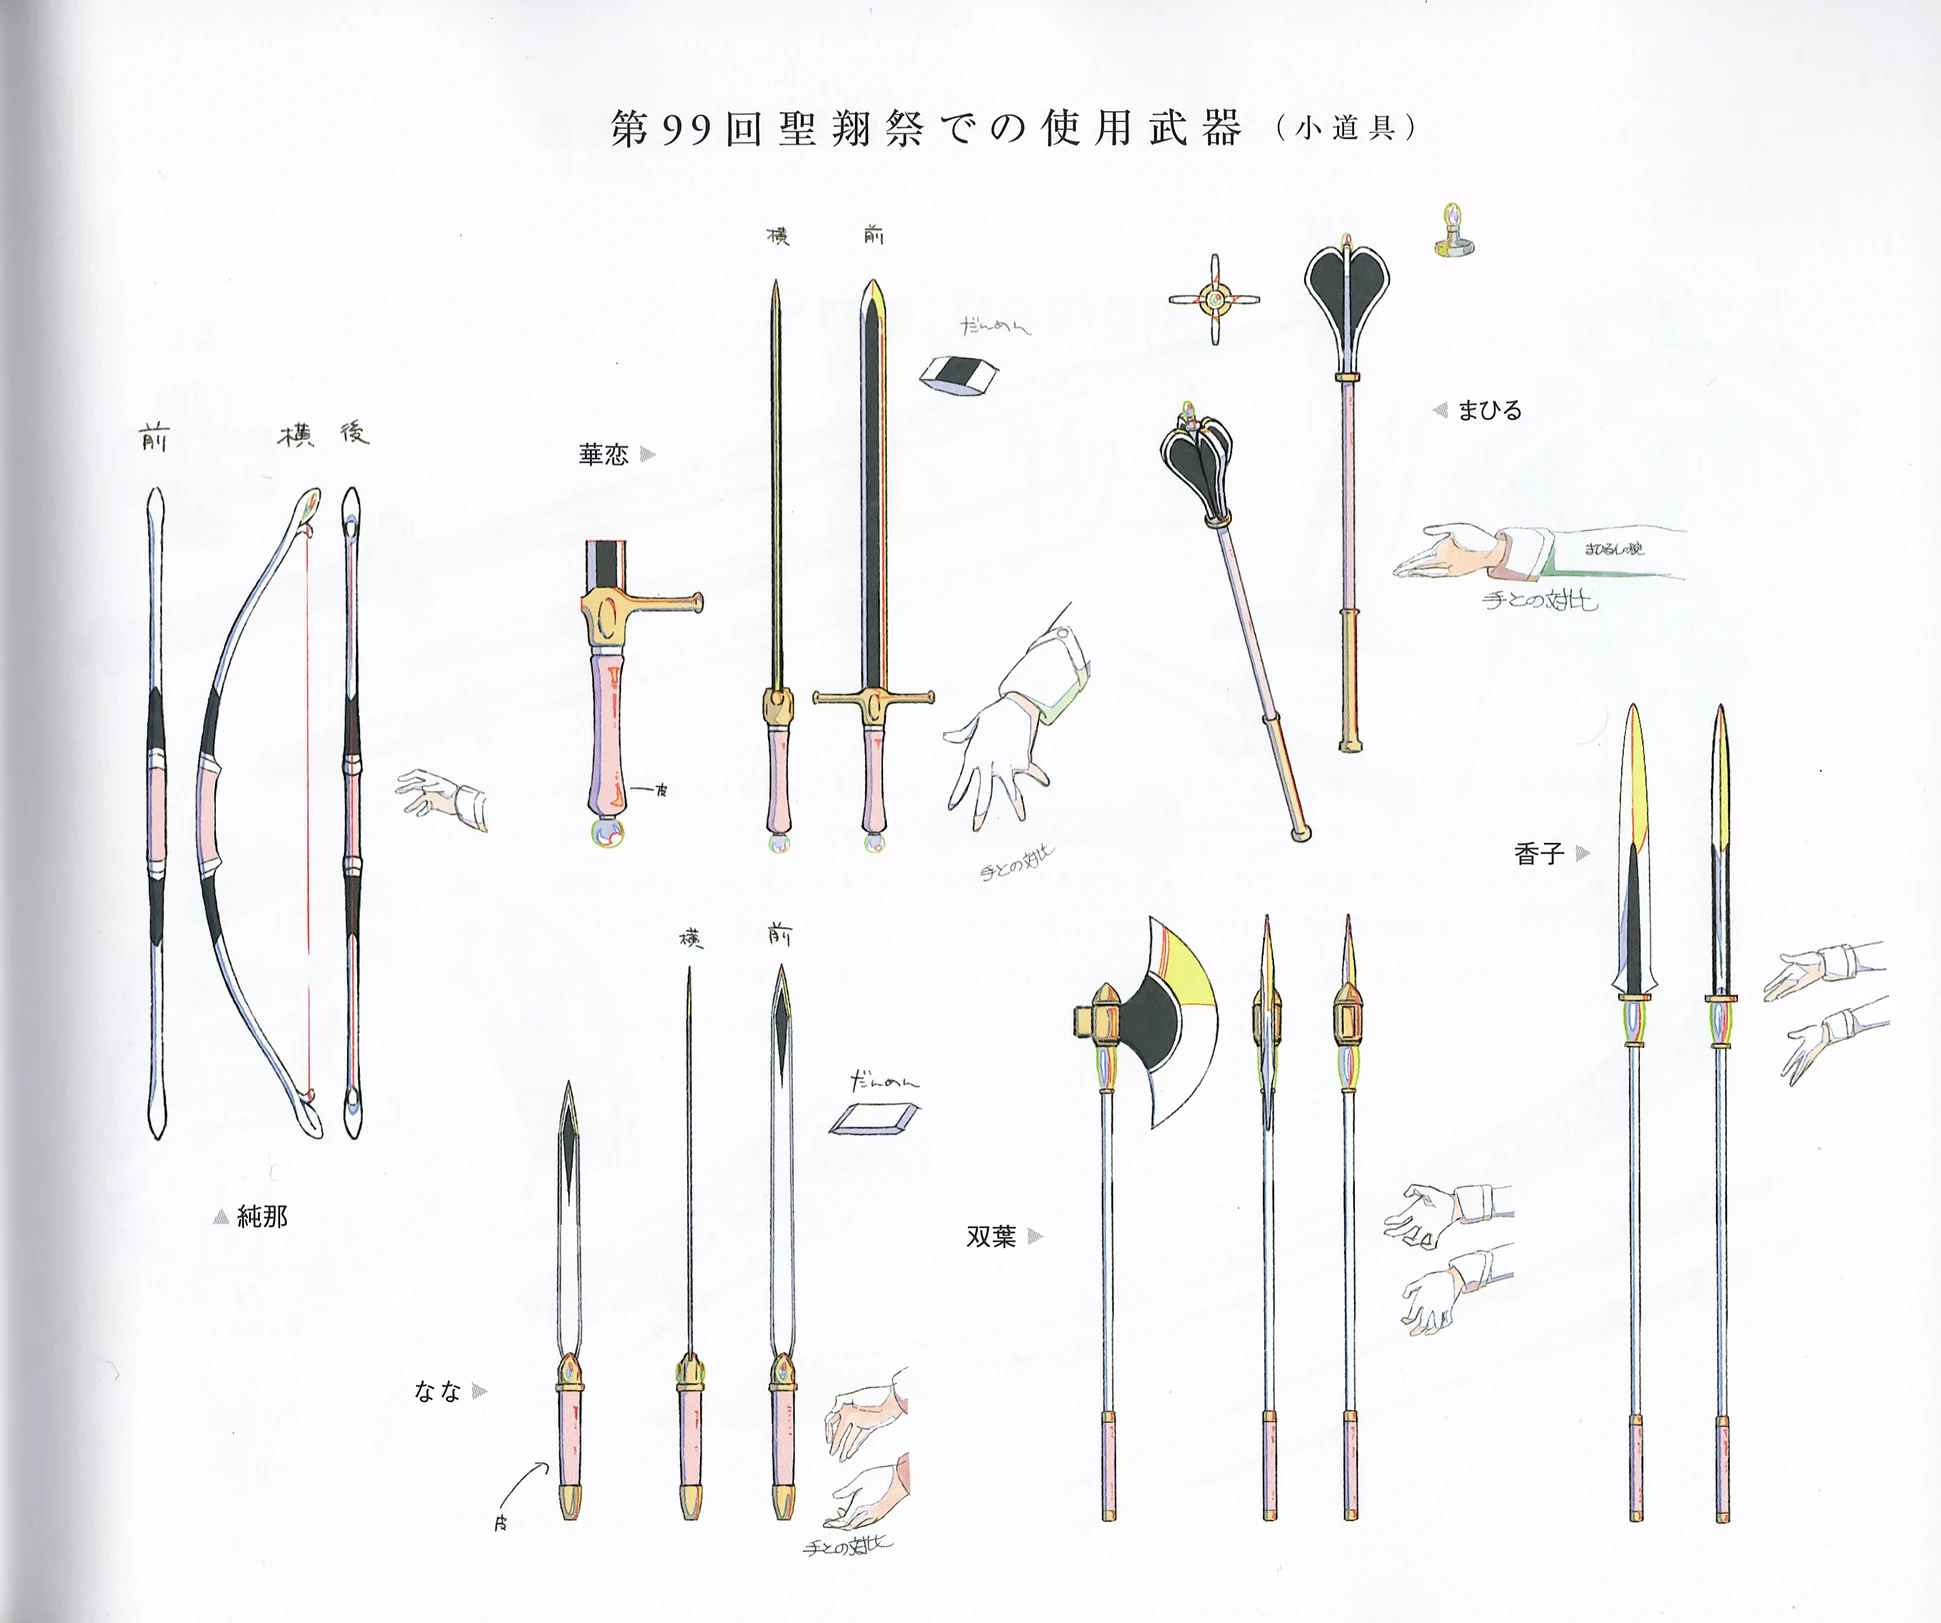 第99回聖翔祭での使用武器（小道具）
横 前
だんめん
◀ まひる
前 横 後
華恋 ▶
まひるの腕
手との対比
皮
手との対比
香子 ▶
横 前
だんめん
▲ 純那
双葉 ▶
なな ▶
皮
手との対比